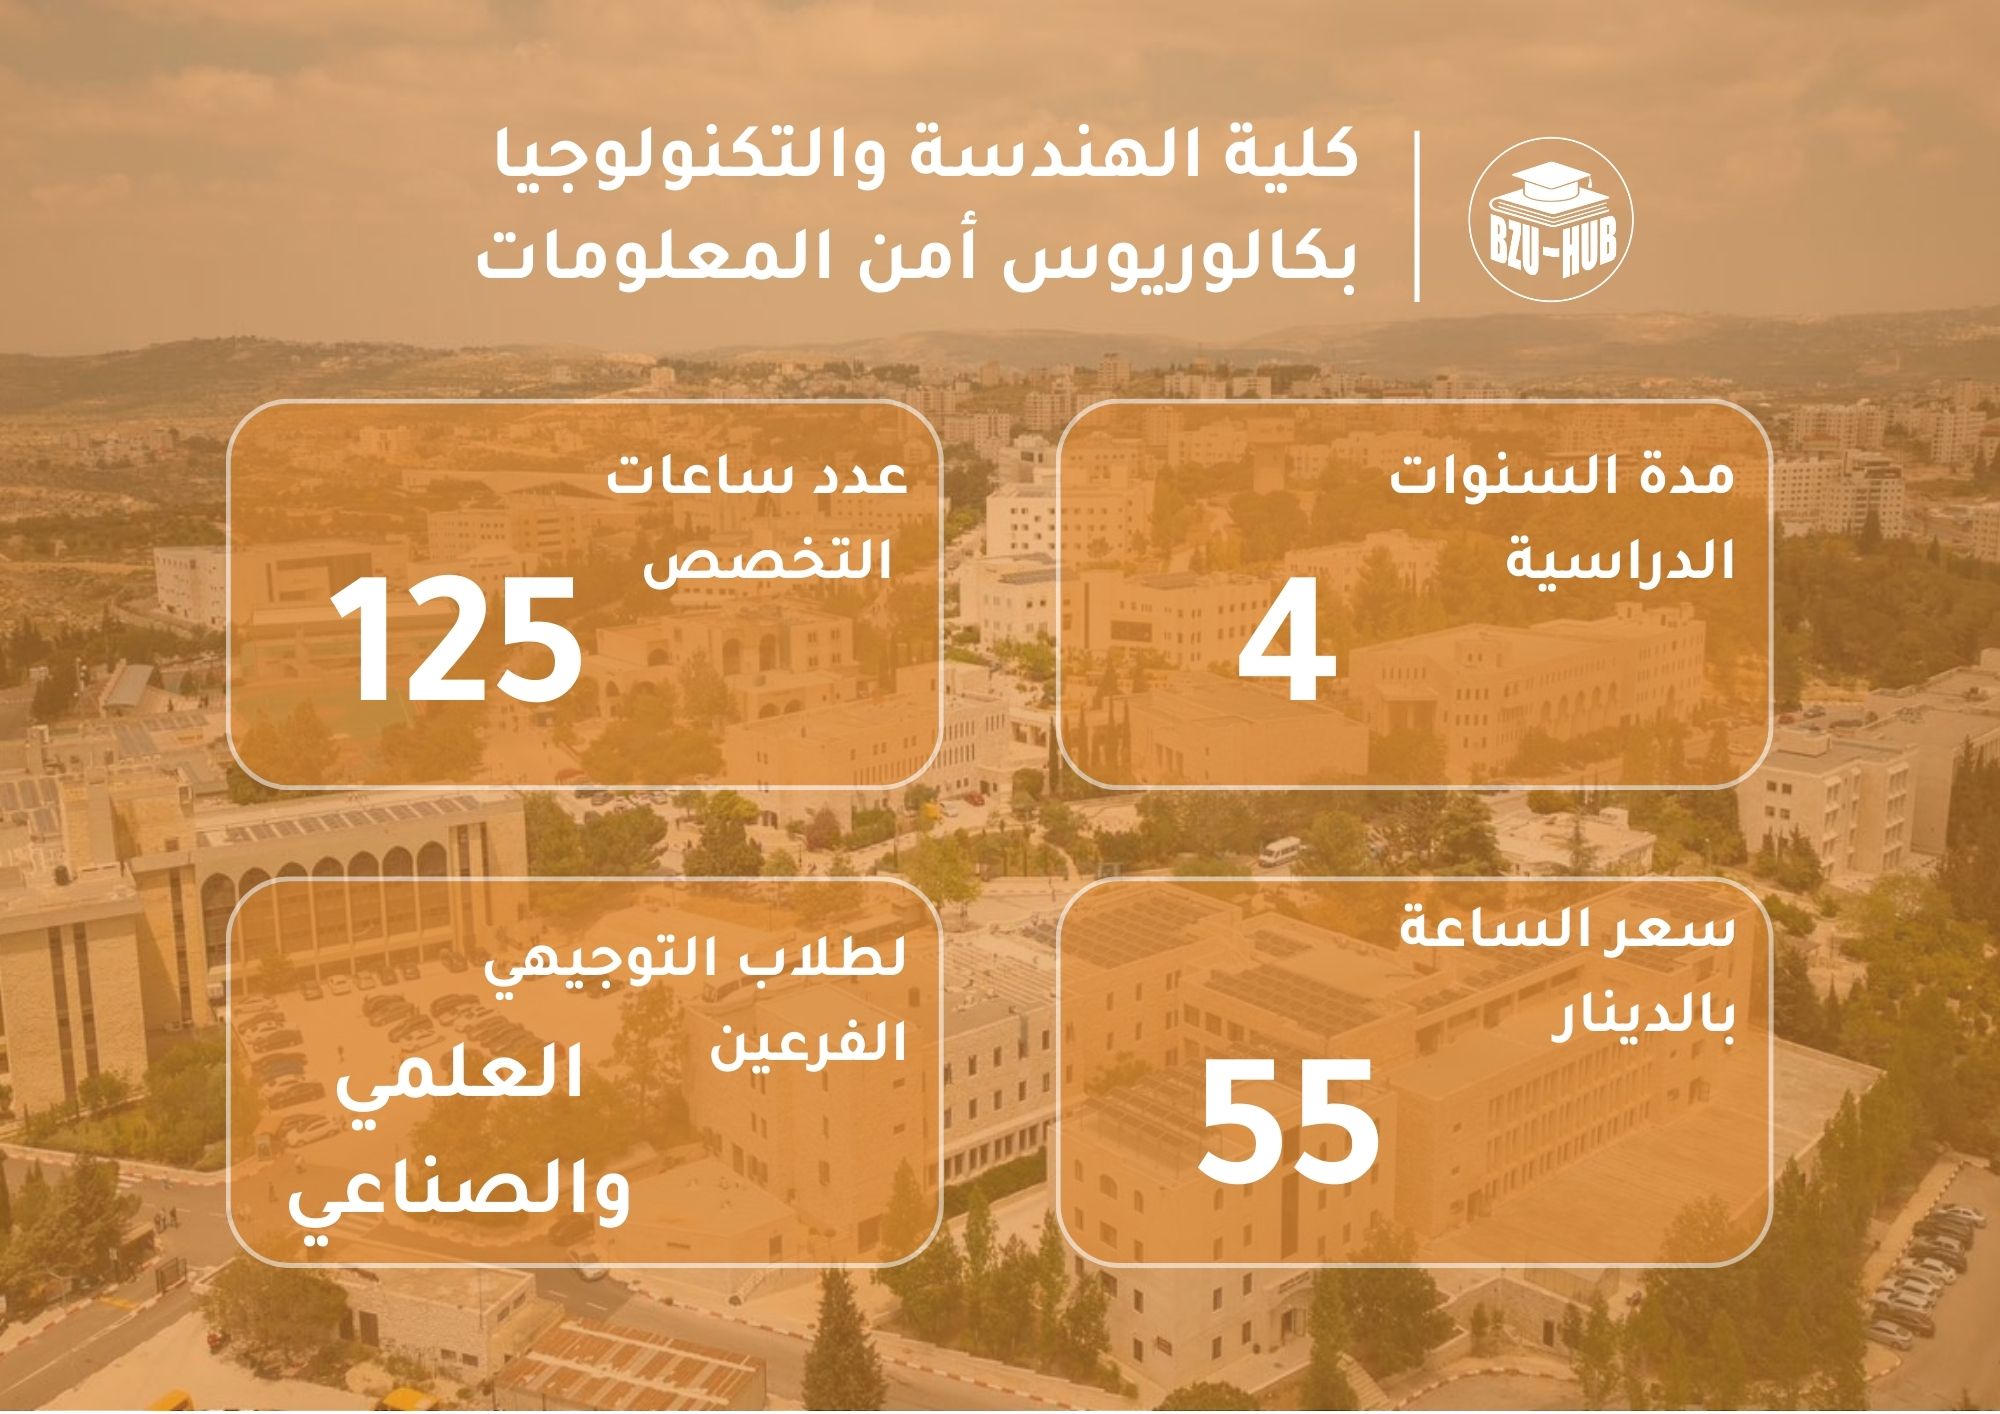 كلية الهندسة والتكنولوجيا
بكالوريوس أمن المعلومات
BZU-HUB
مدة السنوات
الدراسية
4
عدد ساعات
التخصص
125
سعر الساعة
بالدينار
55
لطلاب التوجيهي
الفرعين
العلمي
والصناعي